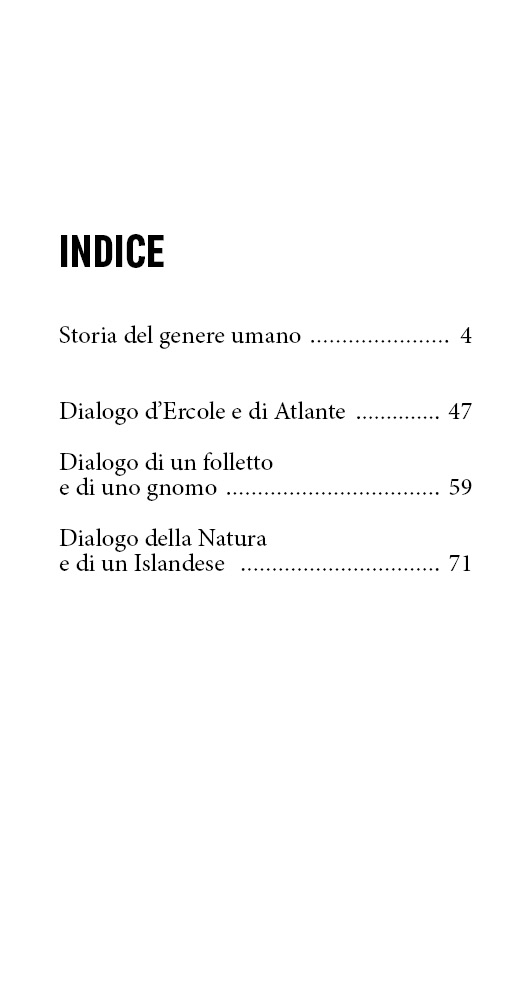 INDICE
Storia del genere umano ...................... 4
Dialogo d’Ercole e di Atlante ............. 47
Dialogo di un folletto
e di uno gnomo .................................. 59
Dialogo della Natura
e di un Islandese ................................ 71